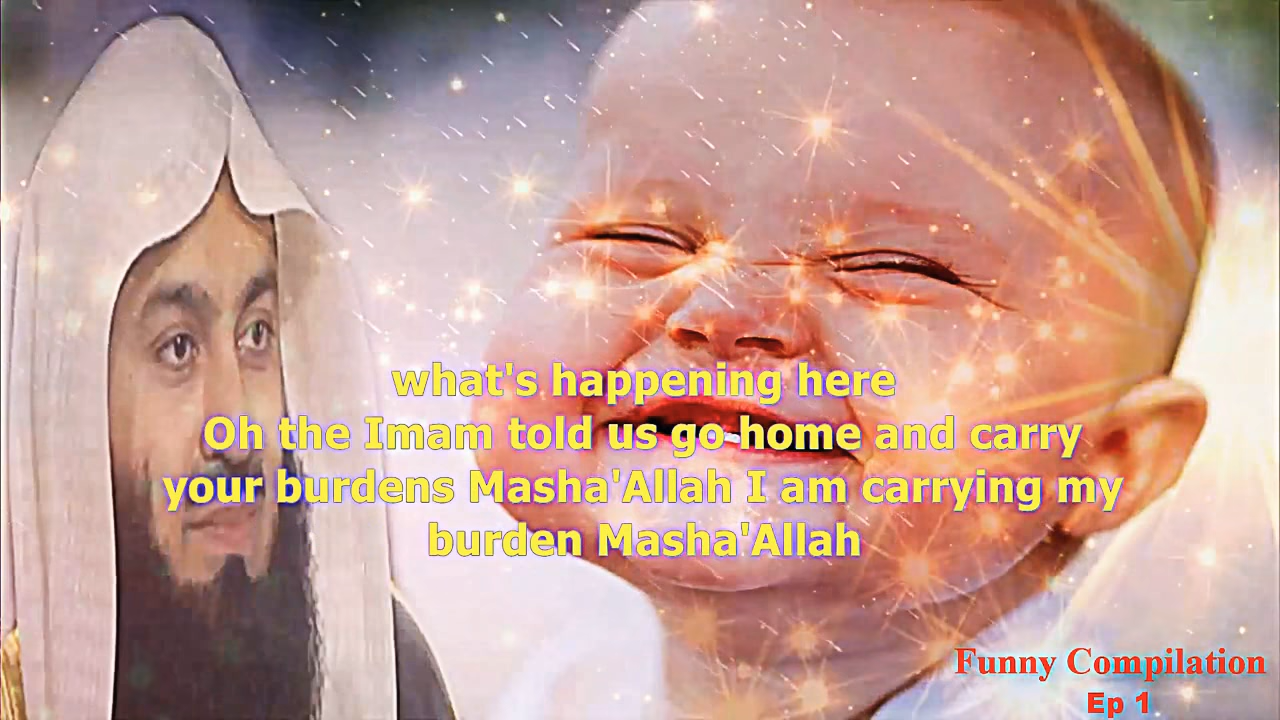 what's happening here
Oh the Imam told us go home and carry
your burdens Masha'Allah I am carrying my
burden Masha'Allah
Funny Compilation
Ep 1